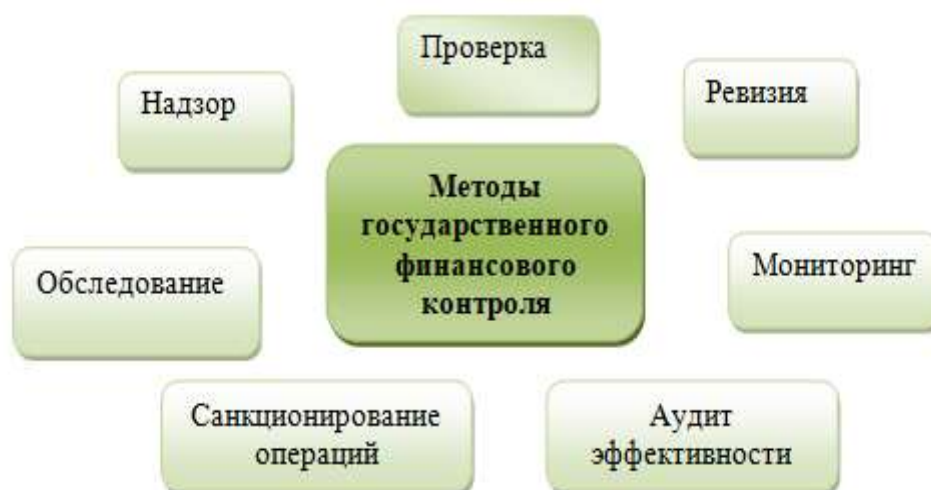 Проверка
Надзор
Ревизия
Методы
государственного
финансового
контроля
Обследование
Мониторинг
Санкционирование
операций
Аудит
эффективности